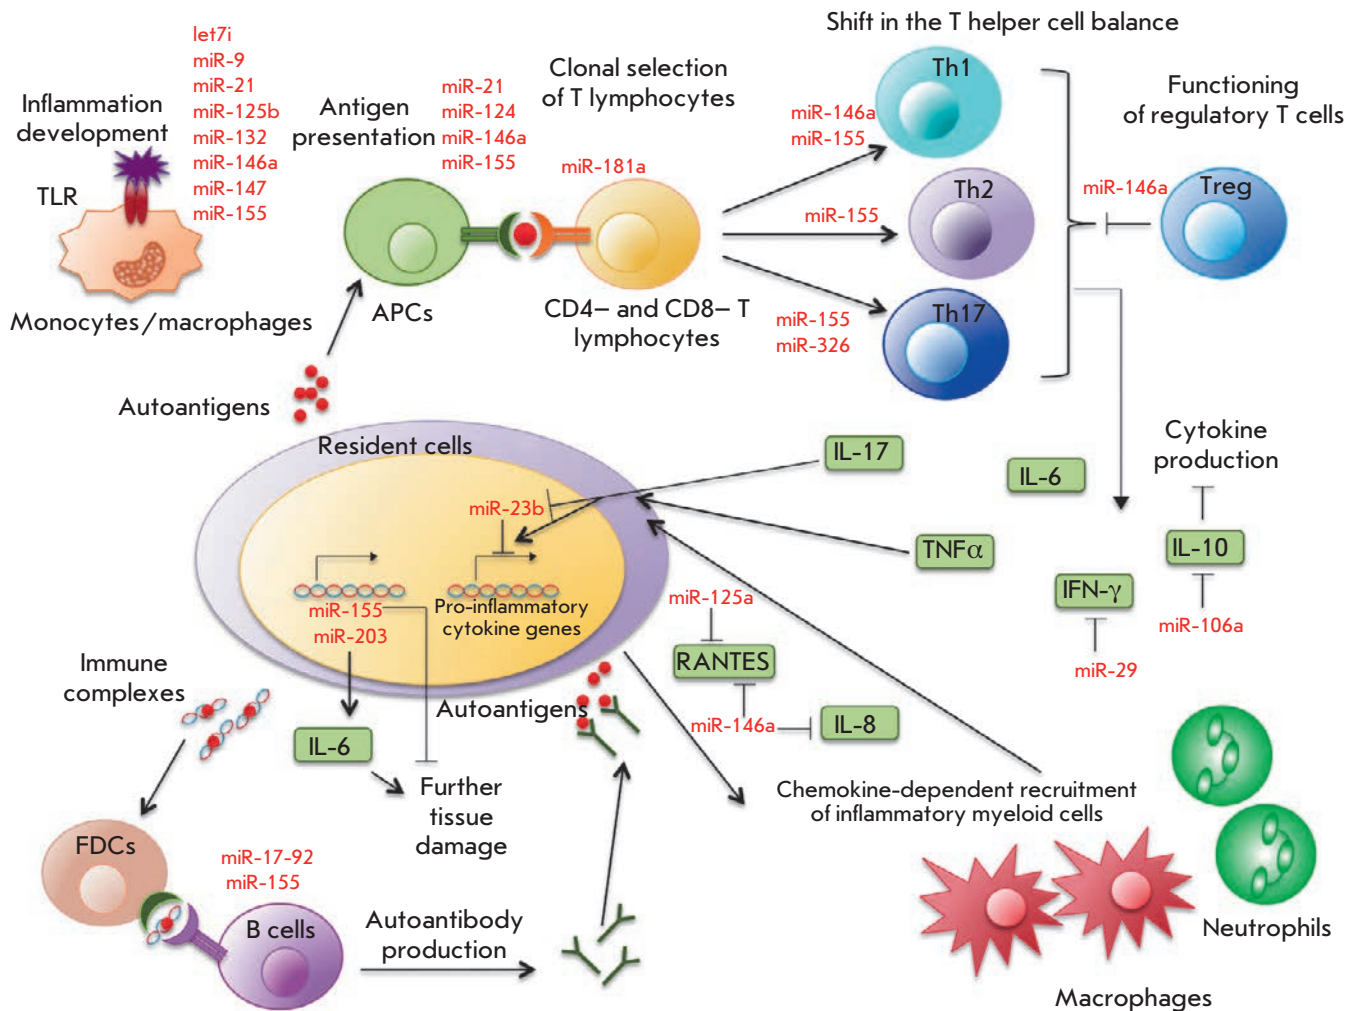 Shift in the T helper cell balance
let7i
miR-9
miR-21
miR-125b
miR-132
miR-146a
miR-147
miR-155
Inflammation
development
TLR
Monocytes/macrophages
Antigen
presentation
miR-21
miR-124
miR-146a
miR-155
APCs
Clonal selection
of T lymphocytes
miR-181a
CD4– and CD8– T
lymphocytes
miR-146a
miR-155
miR-155
miR-155
miR-326
Th1
Th2
Th17
Functioning
of regulatory T cells
miR-146a
Treg
Autoantigens
Resident cells
miR-23b
miR-155
miR-203
Pro-inflammatory
cytokine genes
IL-17
IL-6
Cytokine
production
TNFα
IL-10
IFN-γ
miR-106a
miR-29
miR-125a
RANTES
miR-146a
IL-8
Immune
complexes
Autoantigens
IL-6
Further
tissue
damage
Chemokine-dependent recruitment
of inflammatory myeloid cells
FDCs
miR-17-92
miR-155
B cells
Autoantibody
production
Neutrophils
Macrophages